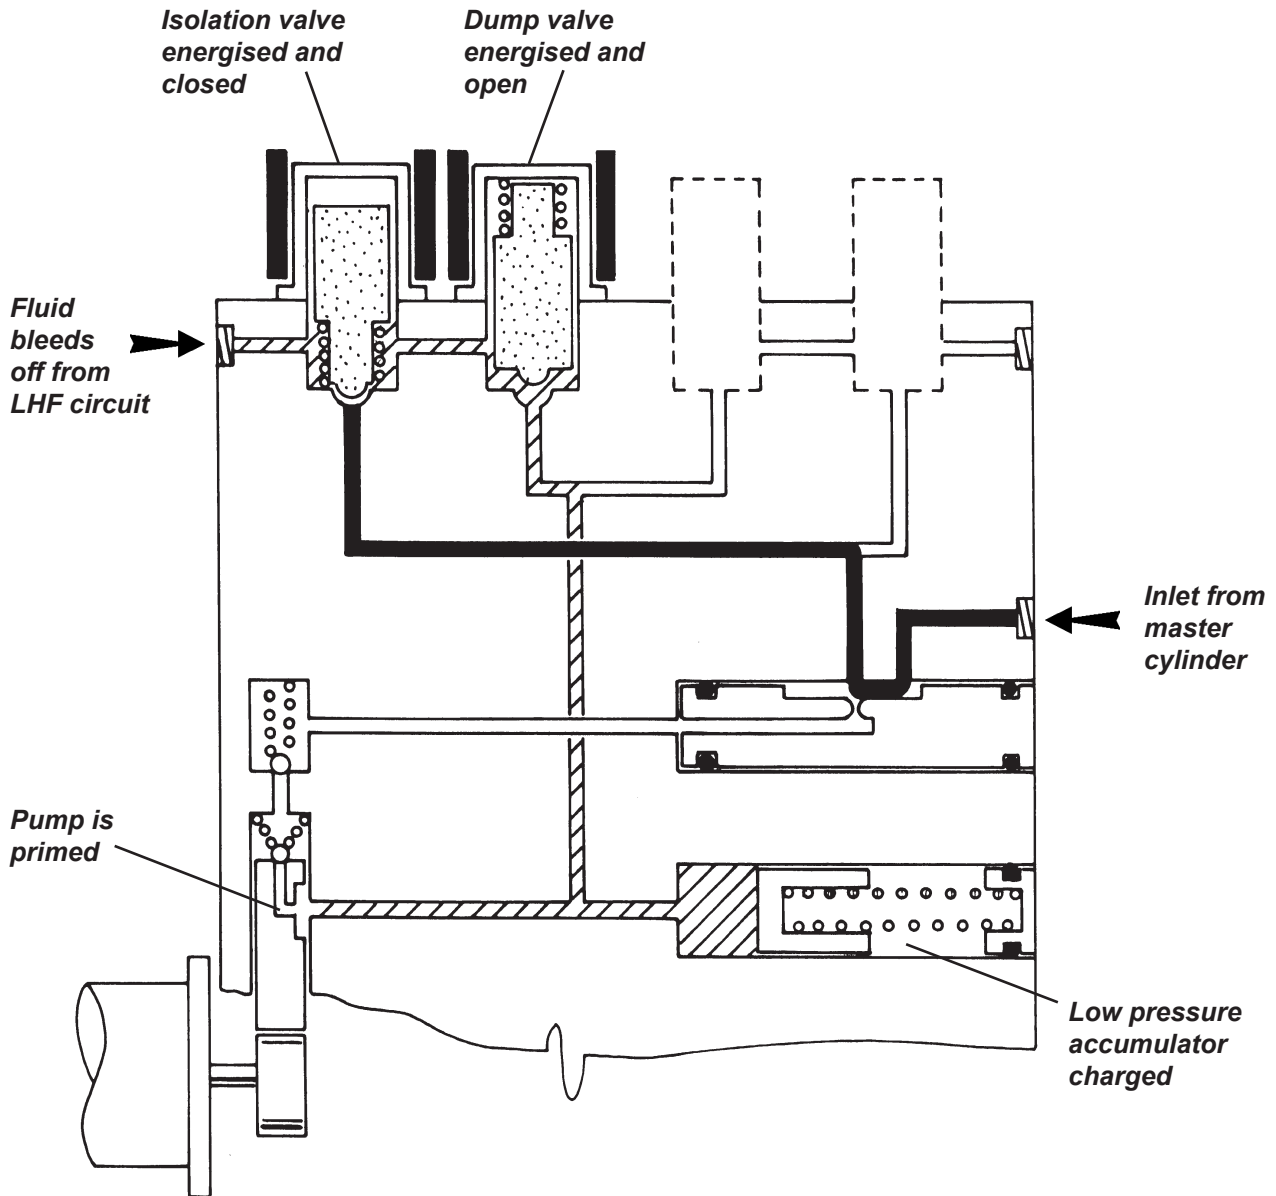 Isolation valve
energised and
closed
Dump valve
energised and
open
Fluid
bleeds
off from
LHF circuit
Inlet from
master
cylinder
Pump is
primed
Low pressure
accumulator
charged